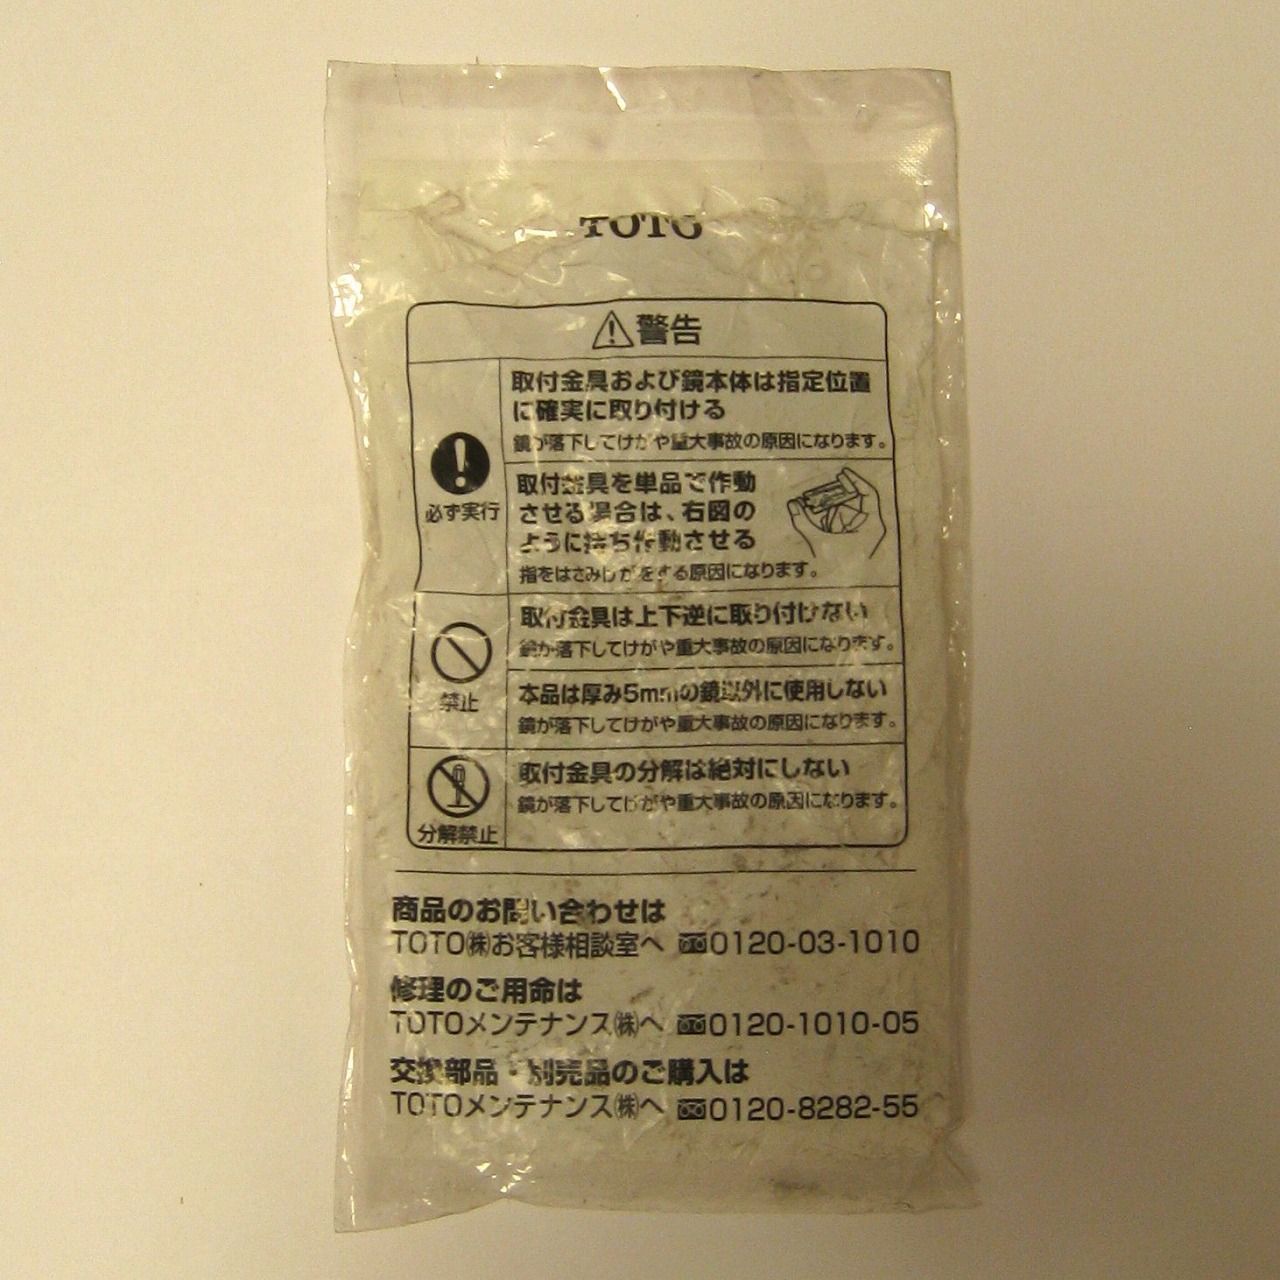 TOTO
警告
必ず実行
取付金具および鏡本体は指定位置
に確実に取り付ける
鏡が落下してけがや重大事故の原因になります。
取付金具を単品で作動
させる場合は、右図の
ように持ち作動させる
指をはさみけがをする原因になります。
禁止
取付金具は上下逆に取り付けない
鏡が落下してけがや重大事故の原因になります。
本品は厚み5mmの鏡以外に使用しない
鏡が落下してけがや重大事故の原因になります。
分解禁止
取付金具の分解は絶対にしない
鏡が落下してけがや重大事故の原因になります。
商品のお問い合わせは
TOTO㈱お客様相談室へ 0120-03-1010
修理のご用命は
TOTOメンテナンス㈱へ 0120-1010-05
交換部品・別売品のご購入は
TOTOメンテナンス㈱へ 0120-8282-55